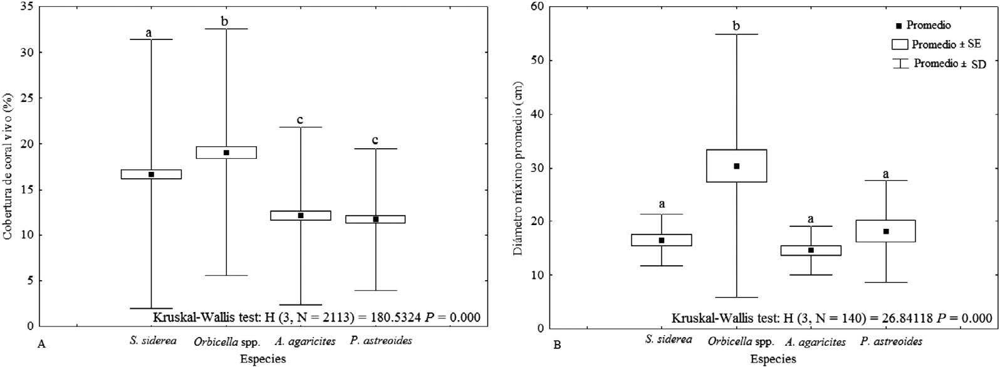 35
30
25
20
15
10
5
0
Cobertura de coral vivo (%)
a
b
c
c
Kruskal-Wallis test: H (3, N = 2113) = 180.5324 P = 0.000
S. siderea
Orbicella spp.
A. agaricites
P. astreoides
A
Especies
60
50
40
30
20
10
0
Diámetro máximo promedio (cm)
a
b
a
a
Promedio
Promedio ± SE
Promedio ± SD
Kruskal-Wallis test: H (3, N = 140) = 26.84118 P = 0.000
S. siderea
Orbicella spp.
A. agaricites
P. astreoides
B
Especies